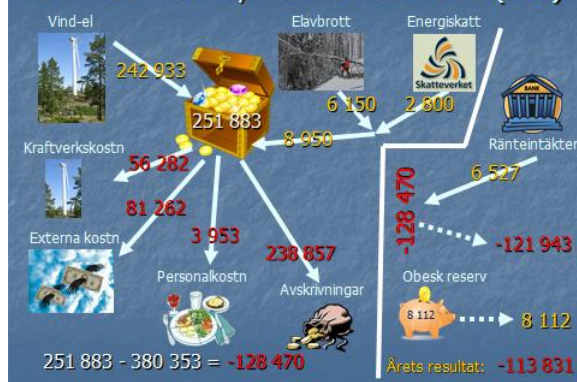 Vind-el
Elavbrott
Energiskatt
Skatteverket
BANK
242 933
6 150
2 800
251 883
8 950
Ränteintäkter
Kraftverkskostn
56 282
6 527
81 262
-128 470
Externa kostn
3 953
238 857
-121 943
Personalkostn
Avskrivningar
Obesk reserv
8 112
8 112
251 883 - 380 353 = -128 470
Årets resultat: -113 831